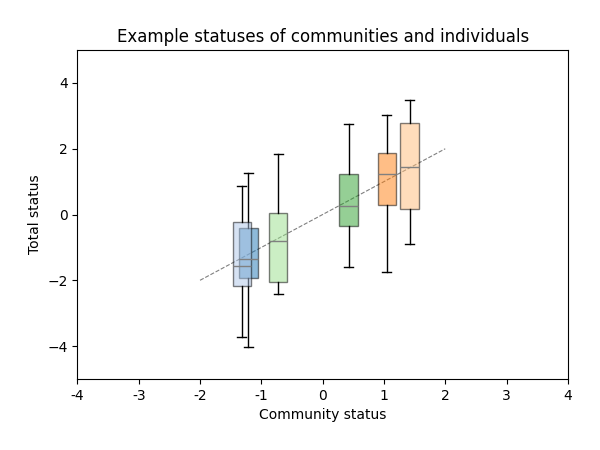 Example statuses of communities and individuals
Total status
4
2
0
−2
−4
-4 -3 -2 -1 0 1 2 3 4
Community status